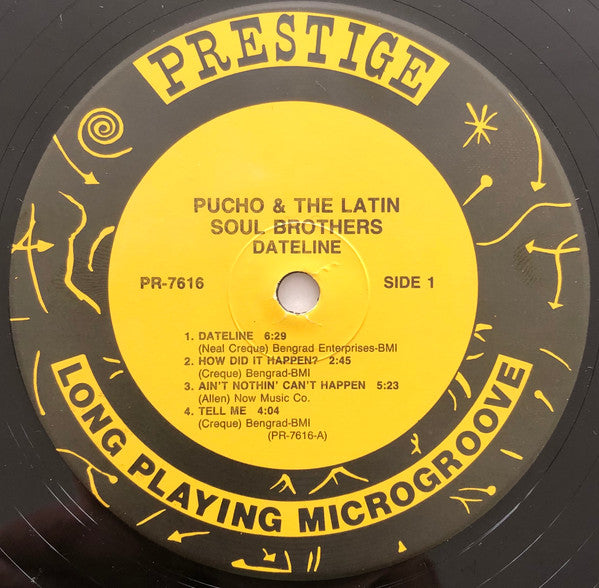 PRESTIGE
PUCHO & THE LATIN
SOUL BROTHERS
DATELINE
PR-7616 SIDE 1
1. DATELINE 6:29
(Neal Creque) Bengrad Enterprises-BMI
2. HOW DID IT HAPPEN? 2:45
(Creque) Bengrad-BMI
3. AIN'T NOTHIN' CAN'T HAPPEN 5:23
(Allen) Now Music Co.
4. TELL ME 4:04
(Creque) Bengrad-BMI
(PR-7616-A)
LONG PLAYING MICROGROOVE